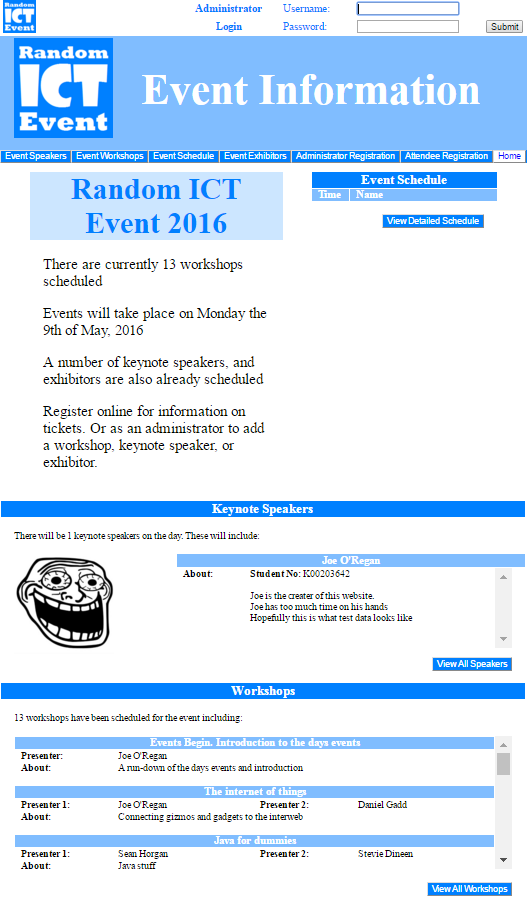 Random
ICT
Event
Administrator Username:
Login Password: Submit
Random
ICT
Event
Event Information
Event Speakers Event Workshops Event Schedule Event Exhibitors Administrator Registration Attendee Registration Home
Random ICT
Event 2016
There are currently 13 workshops
scheduled
Events will take place on Monday the
9th of May, 2016
A number of keynote speakers, and
exhibitors are also already scheduled
Register online for information on
tickets. Or as an administrator to add
a workshop, keynote speaker, or
exhibitor.
Event Schedule
Time Name
View Detailed Schedule
Keynote Speakers
There will be 1 keynote speakers on the day. These will include:
Joe O'Regan
About: Student No: K00203642
Joe is the creater of this website.
Joe has too much time on his hands
Hopefully this is what test data looks like
View All Speakers
Workshops
13 workshops have been scheduled for the event including:
Events Begin. Introduction to the days events
Presenter: Joe O'Regan
About: A run-down of the days events and introduction
The internet of things
Presenter 1: Joe O'Regan Presenter 2: Daniel Gadd
About: Connecting gizmos and gadgets to the interweb
Java for dummies
Presenter 1: Sean Horgan Presenter 2: Stevie Dineen
About: Java stuff
View All Workshops